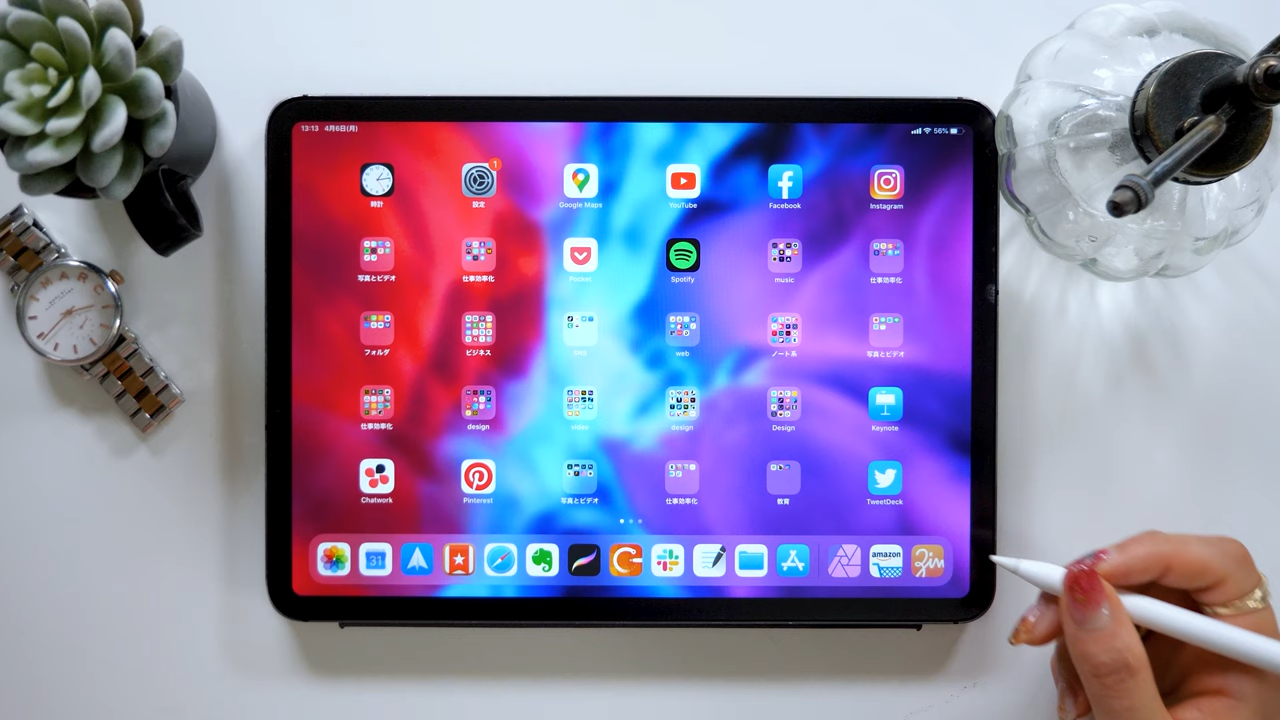 13:13 4月6日(月)
56%
1
時計
設定
Google Maps
YouTube
Facebook
Instagram
写真とビデオ
仕事効率化
Pocket
Spotify
music
仕事効率化
フォルダ
ビジネス
SNS
web
ノート系
写真とビデオ
仕事効率化
design
video
design
Design
Keynote
Chatwork
Pinterest
写真とビデオ
仕事効率化
教育
TweetDeck
31
amazon
Zin
MARC